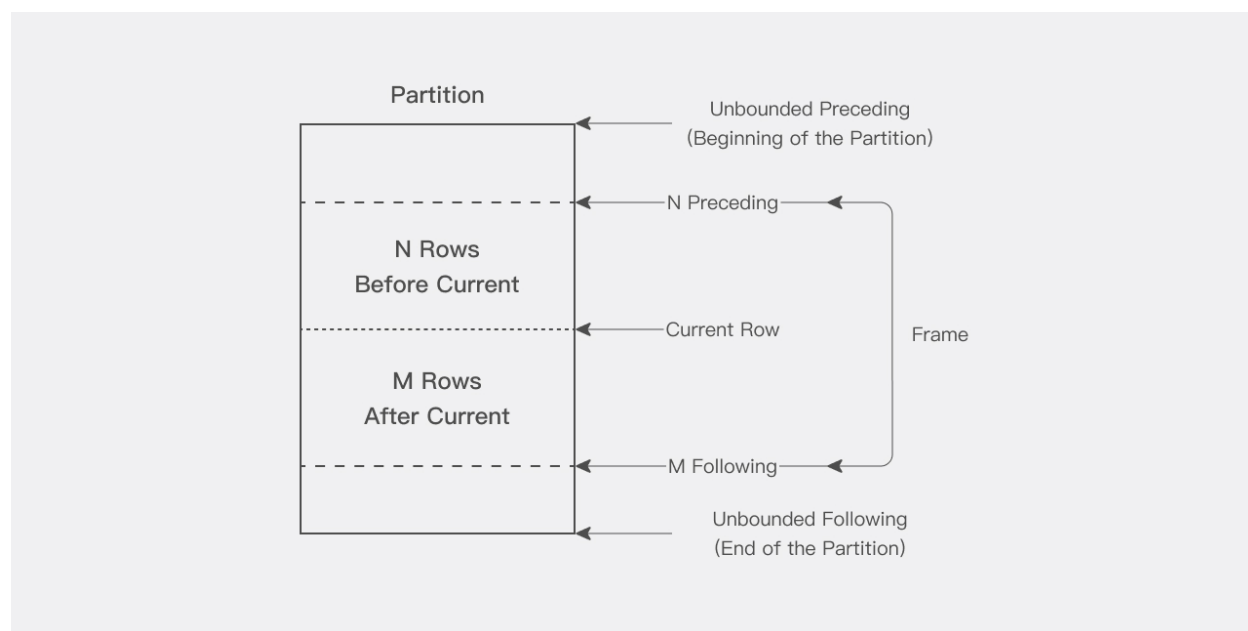 Partition
Unbounded Preceding
(Beginning of the Partition)
N Preceding
N Rows
Before Current
Current Row
Frame
M Rows
After Current
M Following
Unbounded Following
(End of the Partition)